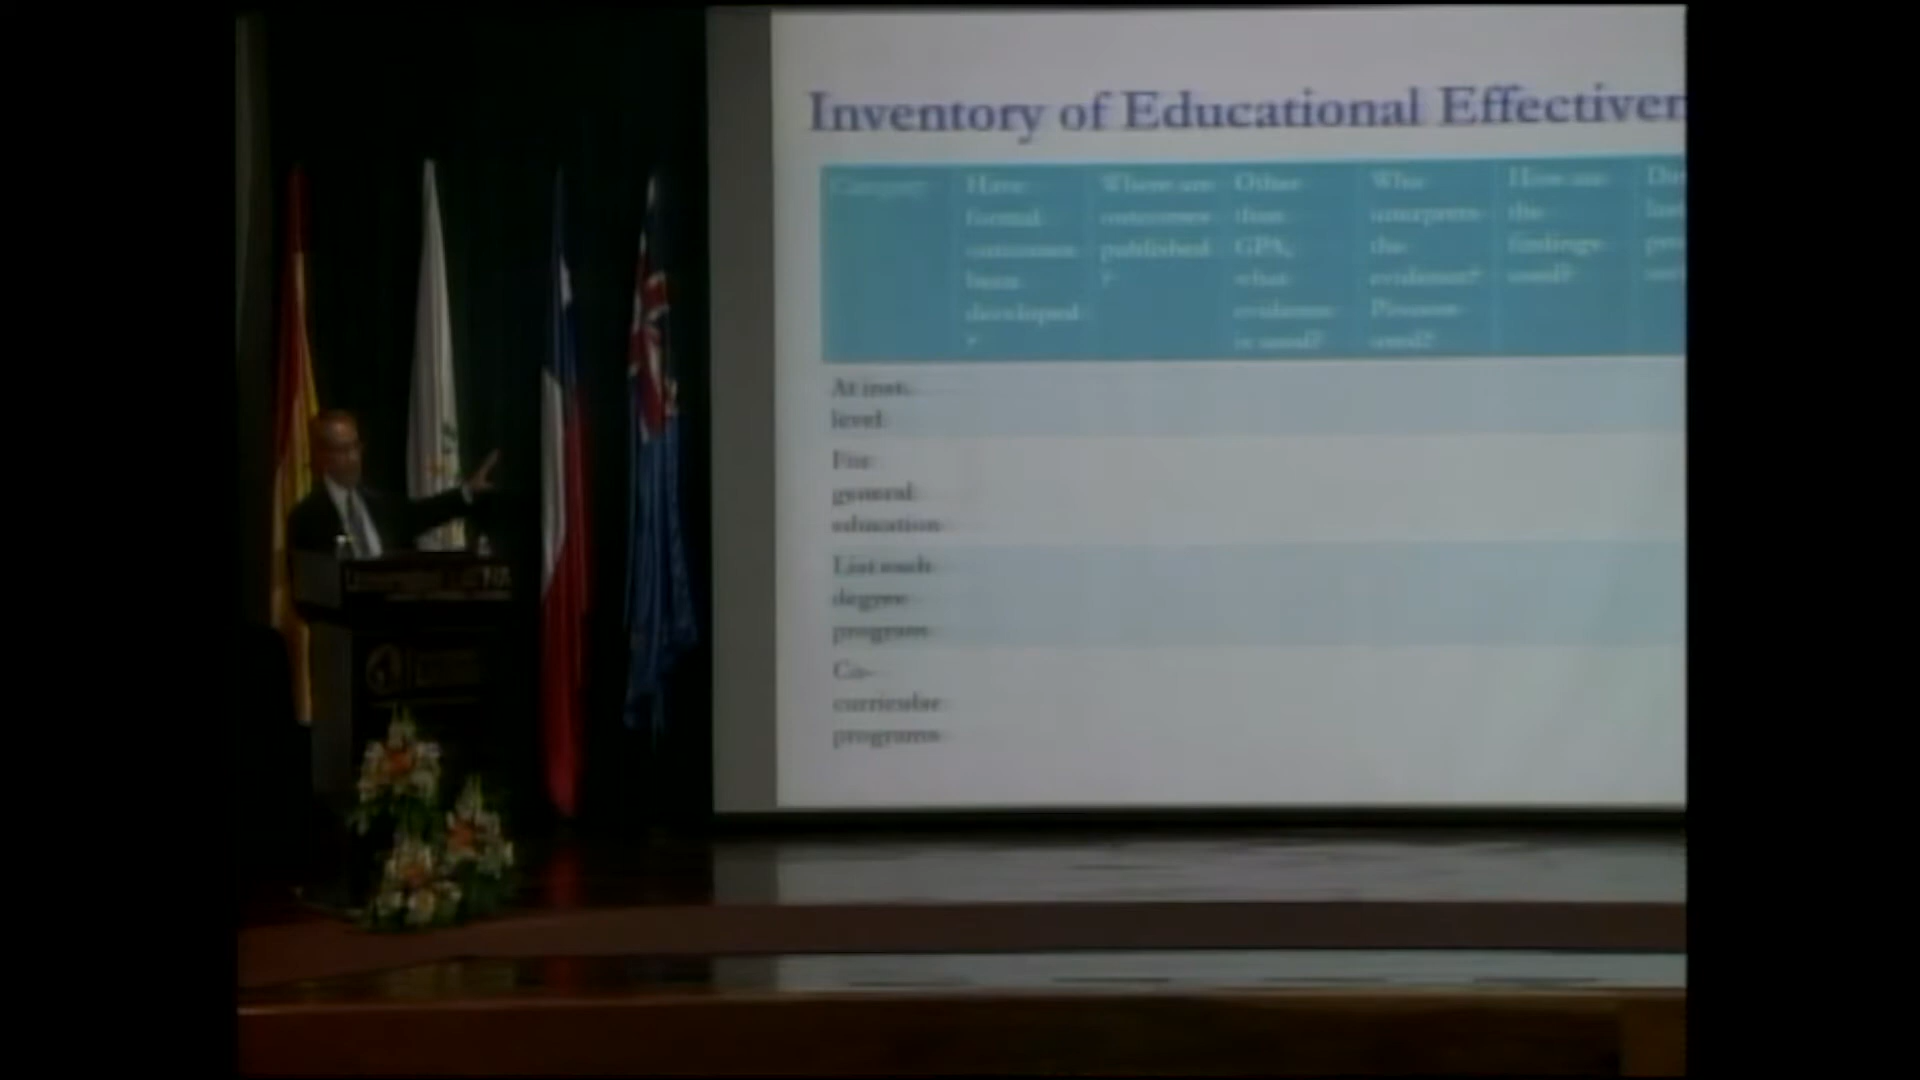 Inventory of Educational Effectiven
Category
Have
formal
outcomes
been
developed
?
Where are
outcomes
published
?
Other
than
GPA,
what
evidence
is used?
Who
interprets
the
evidence?
Process
used?
How are
the
findings
used?
At inst.
level
For
general
education
List each
degree
program
Co-
curricular
programs